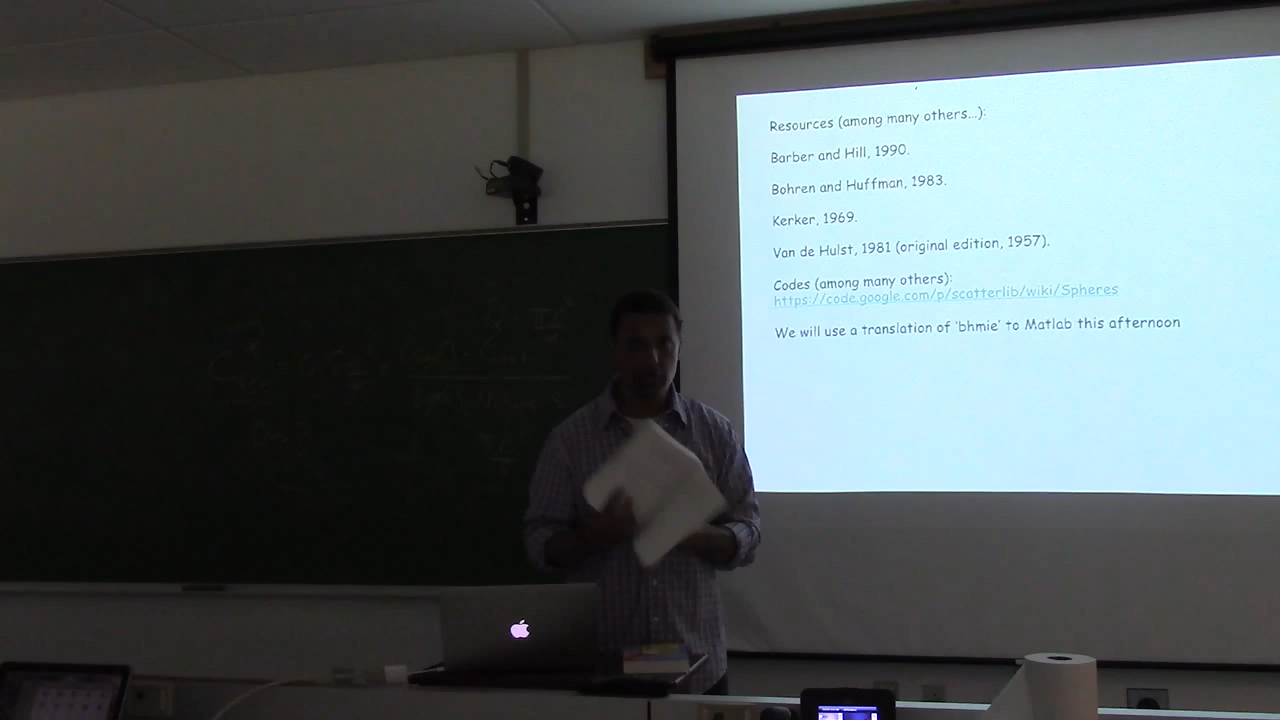 Resources (among many others...):
Barber and Hill, 1990.
Bohren and Huffman, 1983.
Kerker, 1969.
Van de Hulst, 1981 (original edition, 1957).
Codes (among many others):
https://code.google.com/p/scatterlib/wiki/Spheres
We will use a translation of 'bhmie' to Matlab this afternoon